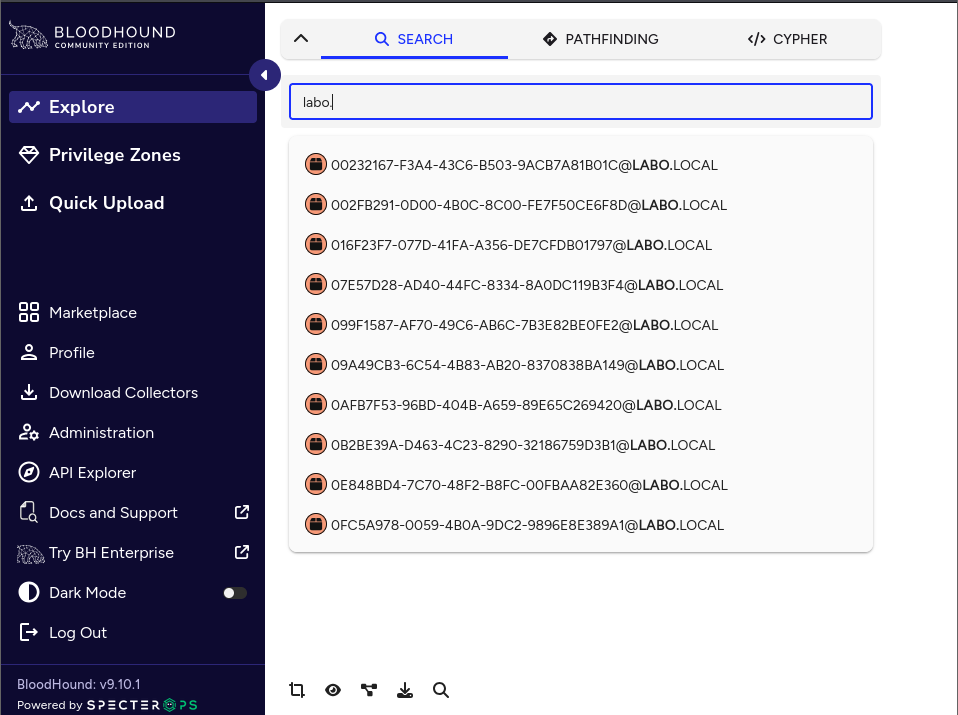 BLOODHOUND
COMMUNITY EDITION
Explore
Privilege Zones
Quick Upload
Marketplace
Profile
Download Collectors
Administration
API Explorer
Docs and Support
Try BH Enterprise
Dark Mode
Log Out
BloodHound: v9.10.1
Powered by SPECTEROPS
SEARCH PATHFINDING </> CYPHER
labo.
00232167-F3A4-43C6-B503-9ACB7A81B01C@LABO.LOCAL
002FB291-0D00-4B0C-8C00-FE7F50CE6F8D@LABO.LOCAL
016F23F7-077D-41FA-A356-DE7CFDB01797@LABO.LOCAL
07E57D28-AD40-44FC-8334-8A0DC119B3F4@LABO.LOCAL
099F1587-AF70-49C6-AB6C-7B3E82BE0FE2@LABO.LOCAL
09A49CB3-6C54-4B83-AB20-8370838BA149@LABO.LOCAL
0AFB7F53-96BD-404B-A659-89E65C269420@LABO.LOCAL
0B2BE39A-D463-4C23-8290-32186759D3B1@LABO.LOCAL
0E848BD4-7C70-48F2-B8FC-00FBAA82E360@LABO.LOCAL
0FC5A978-0059-4B0A-9DC2-9896E8E389A1@LABO.LOCAL